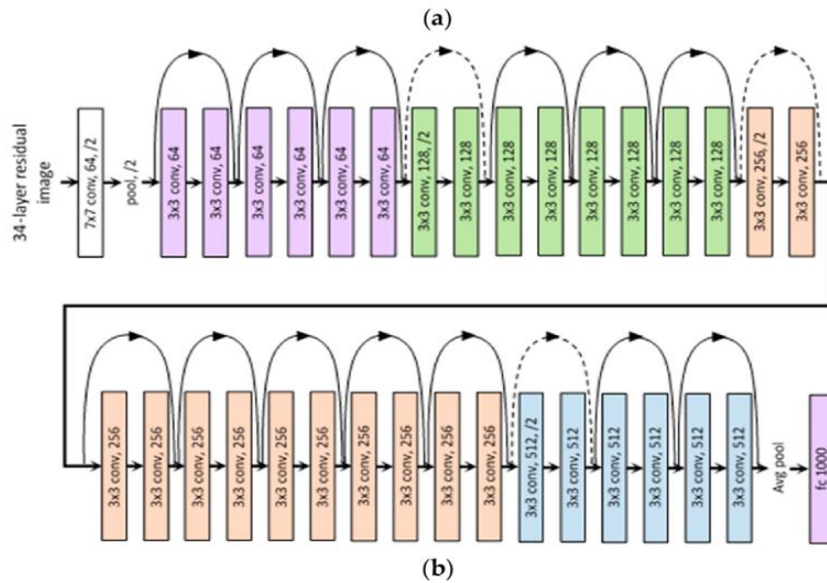 (a)
34-layer residual
image
7x7 conv, 64, /2
pool, /2
3x3 conv, 64
3x3 conv, 64
3x3 conv, 64
3x3 conv, 64
3x3 conv, 64
3x3 conv, 64
3x3 conv, 128, /2
3x3 conv, 128
3x3 conv, 128
3x3 conv, 128
3x3 conv, 128
3x3 conv, 128
3x3 conv, 128
3x3 conv, 128
3x3 conv, 256, /2
3x3 conv, 256
3x3 conv, 256
3x3 conv, 256
3x3 conv, 256
3x3 conv, 256
3x3 conv, 256
3x3 conv, 256
3x3 conv, 256
3x3 conv, 256
3x3 conv, 256
3x3 conv, 256
3x3 conv, 512, /2
3x3 conv, 512
3x3 conv, 512
3x3 conv, 512
3x3 conv, 512
3x3 conv, 512
Avg pool
fc 1000
(b)